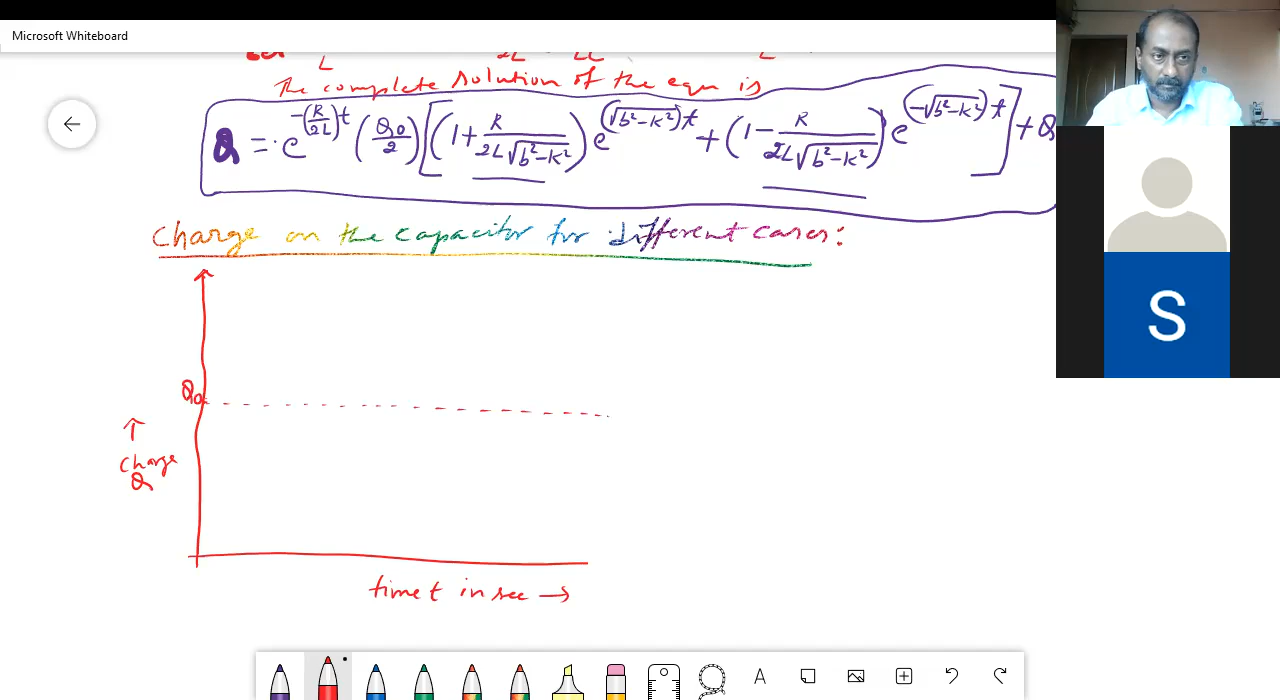 Microsoft Whiteboard
The complete solution of the equn is
Q = e^{-(R/2L)t} (Q₀/2) [(1 + R/2L√b²-k²) e^{(√b²-k²)t} + (1 - R/2L√b²-k²) e^{(-√b²-k²)t}] + Q
Charge on the capacitor for different cases:
Q₀
↑
Charge
Q
time t in sec →
S
A